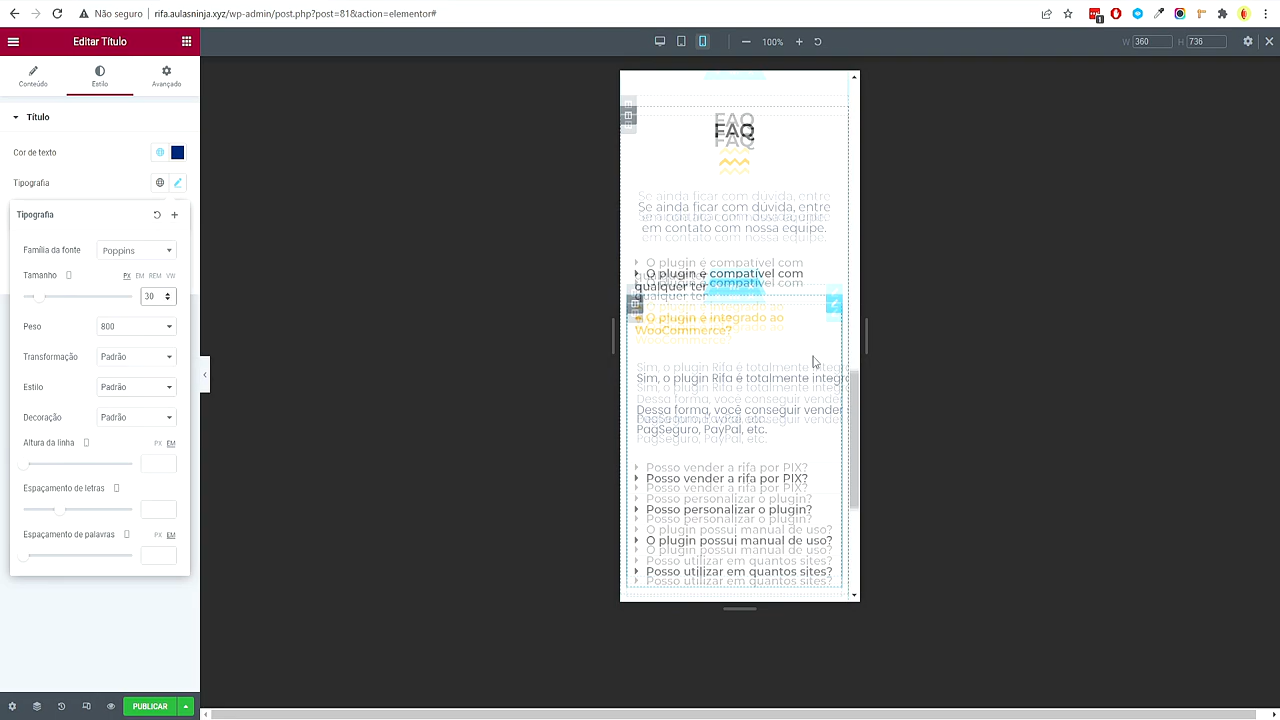 Não seguro
rifa.aulasninja.xyz/wp-admin/post.php?post=81&action=elementor#
Editar Título
100%
W 360 H 736
Conteúdo Estilo Avançado
Título
Cor de texto
Tipografia
Tipografia
Família da fonte Poppins
Tamanho PX EM REM VW
30
Peso 800
Transformação Padrão
Estilo Padrão
Decoração Padrão
Altura da linha PX EM
Espaçamento de letras
Espaçamento de palavras PX EM
PUBLICAR
FAQ
Se ainda ficar com dúvida, entre
em contato com nossa equipe.
O plugin é compatível com
qualquer
O plugin é integrado ao
WooCommerce?
Sim, o plugin Rifa é totalmente integra
Dessa forma, você conseguir vender
PagSeguro, PayPal, etc.
Posso vender a rifa por PIX?
Posso personalizar o plugin?
O plugin possui manual de uso?
Posso utilizar em quantos sites?